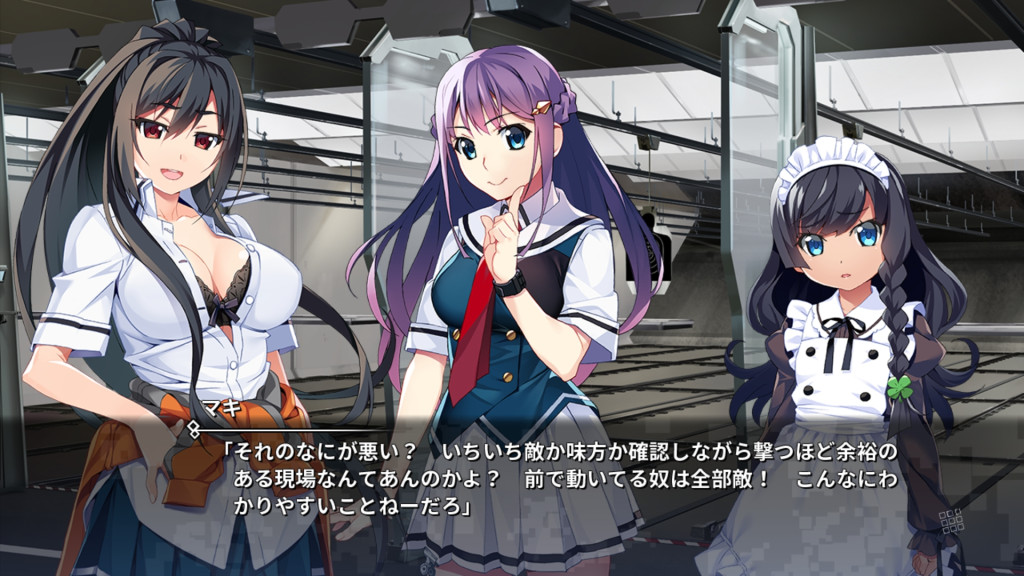 マキ
「それのなにが悪い？　いちいち敵か味方か確認しながら撃つほど余裕の
ある現場なんてあんのかよ？　前で動いてる奴は全部敵！　こんなにわ
かりやすいことねーだろ」